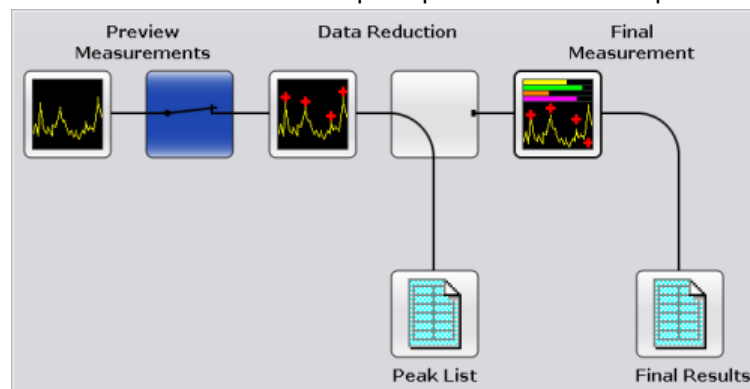 Preview
Measurements
Data Reduction
Final
Measurement
Peak List
Final Results